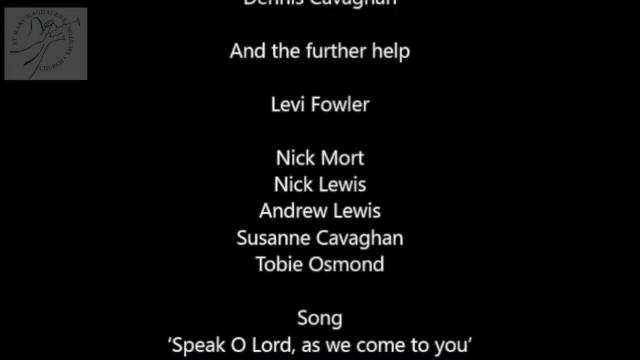 Dennis Cavaghan
And the further help
Levi Fowler
Nick Mort
Nick Lewis
Andrew Lewis
Susanne Cavaghan
Tobie Osmond
Song
‘Speak O Lord, as we come to you’